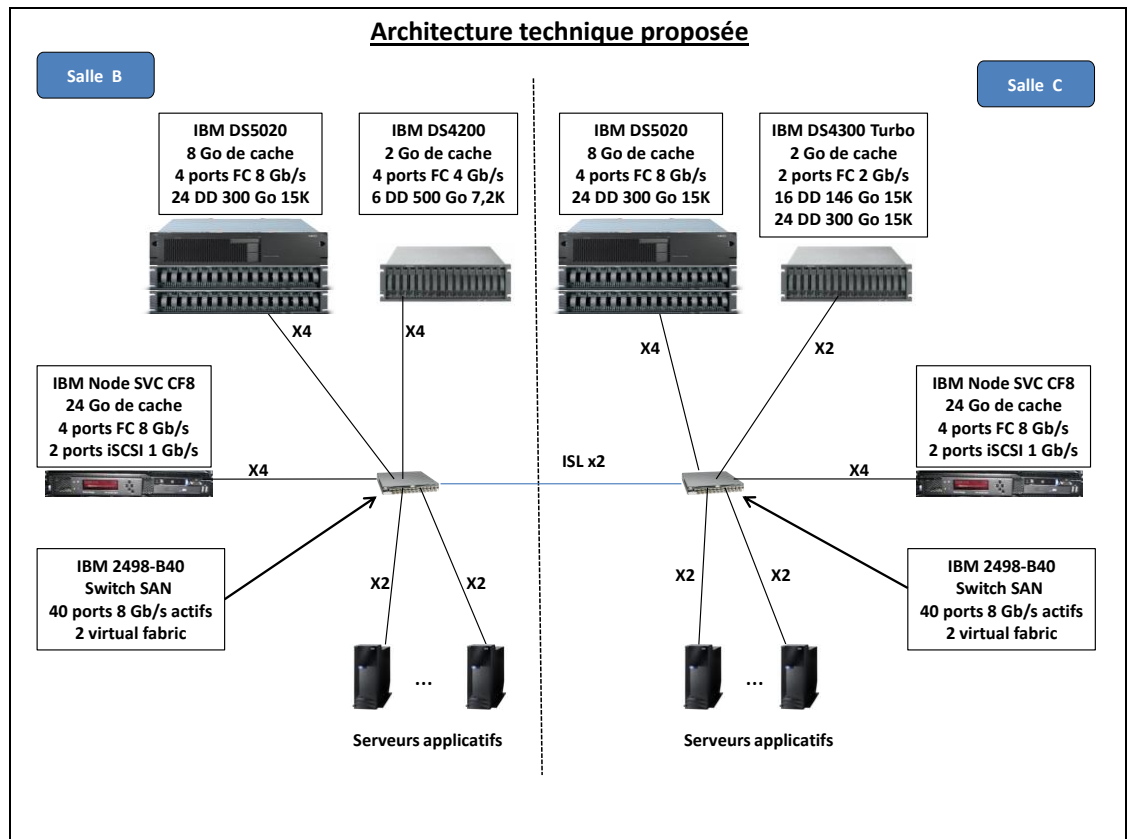 Architecture technique proposée
Salle B
Salle C
IBM DS5020
8 Go de cache
4 ports FC 8 Gb/s
24 DD 300 Go 15K
IBM DS4200
2 Go de cache
4 ports FC 4 Gb/s
6 DD 500 Go 7,2K
IBM DS5020
8 Go de cache
4 ports FC 8 Gb/s
24 DD 300 Go 15K
IBM DS4300 Turbo
2 Go de cache
2 ports FC 2 Gb/s
16 DD 146 Go 15K
24 DD 300 Go 15K
X4
X4
X4
X2
IBM Node SVC CF8
24 Go de cache
4 ports FC 8 Gb/s
2 ports iSCSI 1 Gb/s
X4
ISL x2
X4
IBM Node SVC CF8
24 Go de cache
4 ports FC 8 Gb/s
2 ports iSCSI 1 Gb/s
IBM 2498-B40
Switch SAN
40 ports 8 Gb/s actifs
2 virtual fabric
X2
X2
X2
X2
IBM 2498-B40
Switch SAN
40 ports 8 Gb/s actifs
2 virtual fabric
...
...
Serveurs applicatifs
Serveurs applicatifs